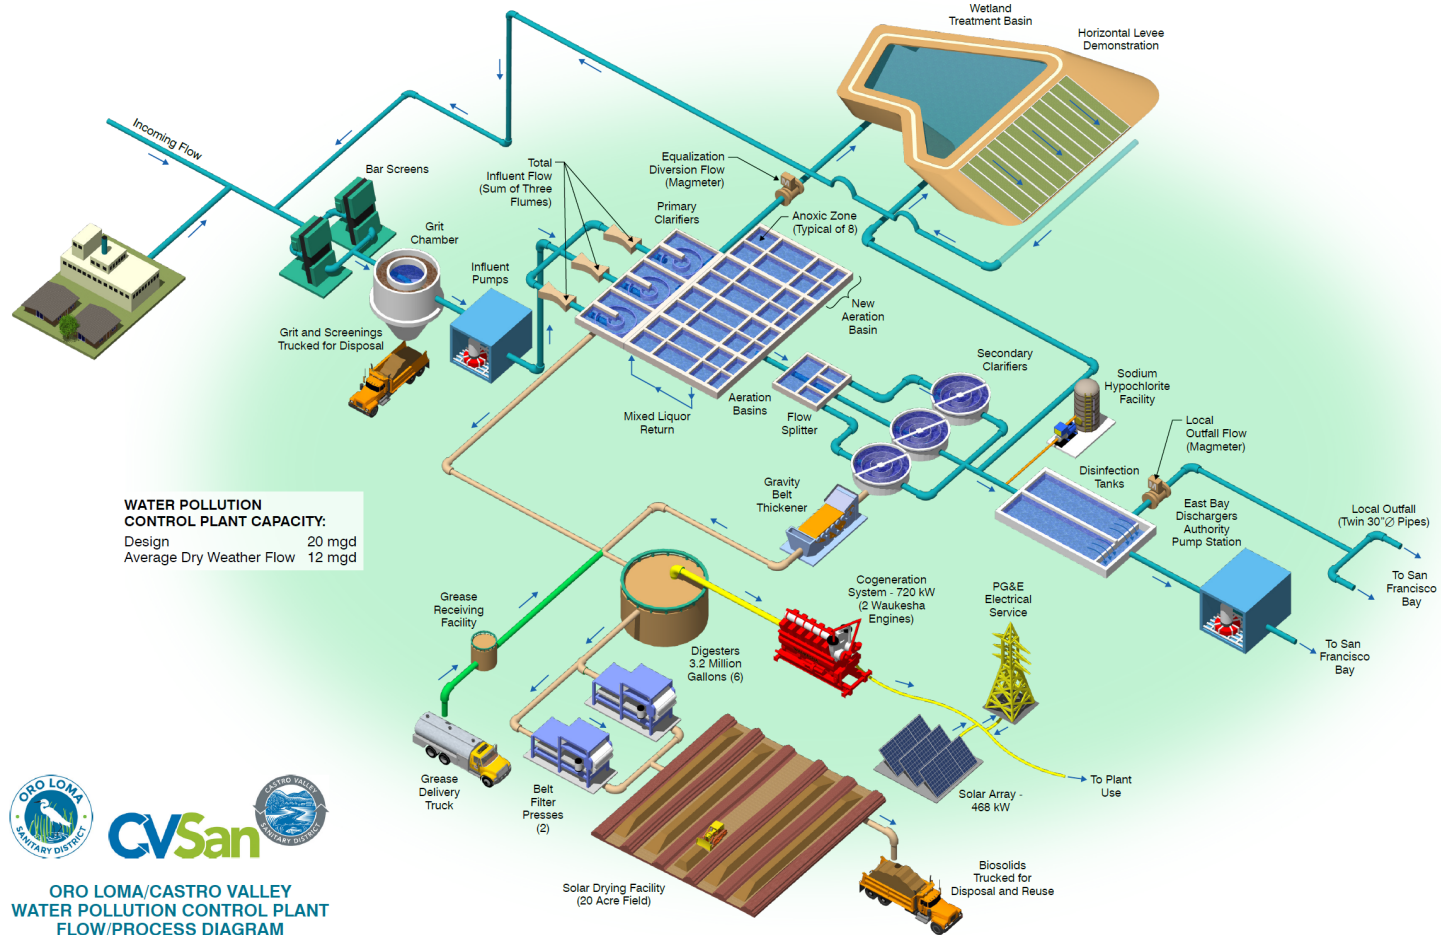 Wetland
Treatment Basin
Horizontal Levee
Demonstration
Incoming Flow
Bar Screens
Total
Influent Flow
(Sum of Three
Flumes)
Equalization
Diversion Flow
(Magmeter)
Primary
Clarifiers
Anoxic Zone
(Typical of 8)
Grit
Chamber
Influent
Pumps
New
Aeration
Basin
Grit and Screenings
Trucked for Disposal
Secondary
Clarifiers
Sodium
Hypochlorite
Facility
Mixed Liquor
Return
Aeration
Basins
Flow
Splitter
Local
Outfall Flow
(Magmeter)
Disinfection
Tanks
Gravity
Belt
Thickener
East Bay
Dischargers
Authority
Pump Station
Local Outfall
(Twin 30"Ø Pipes)
WATER POLLUTION
CONTROL PLANT CAPACITY:
Design 20 mgd
Average Dry Weather Flow 12 mgd
To San
Francisco
Bay
Grease
Receiving
Facility
Cogeneration
System - 720 kW
(2 Waukesha
Engines)
PG&E
Electrical
Service
Digesters
3.2 Million
Gallons (6)
To San
Francisco
Bay
Grease
Delivery
Truck
Belt
Filter
Presses
(2)
Solar Array -
468 kW
To Plant
Use
Solar Drying Facility
(20 Acre Field)
Biosolids
Trucked for
Disposal and Reuse
ORO LOMA
SANITARY DISTRICT
CVSan
CASTRO VALLEY
SANITARY DISTRICT
ORO LOMA/CASTRO VALLEY
WATER POLLUTION CONTROL PLANT
FLOW/PROCESS DIAGRAM